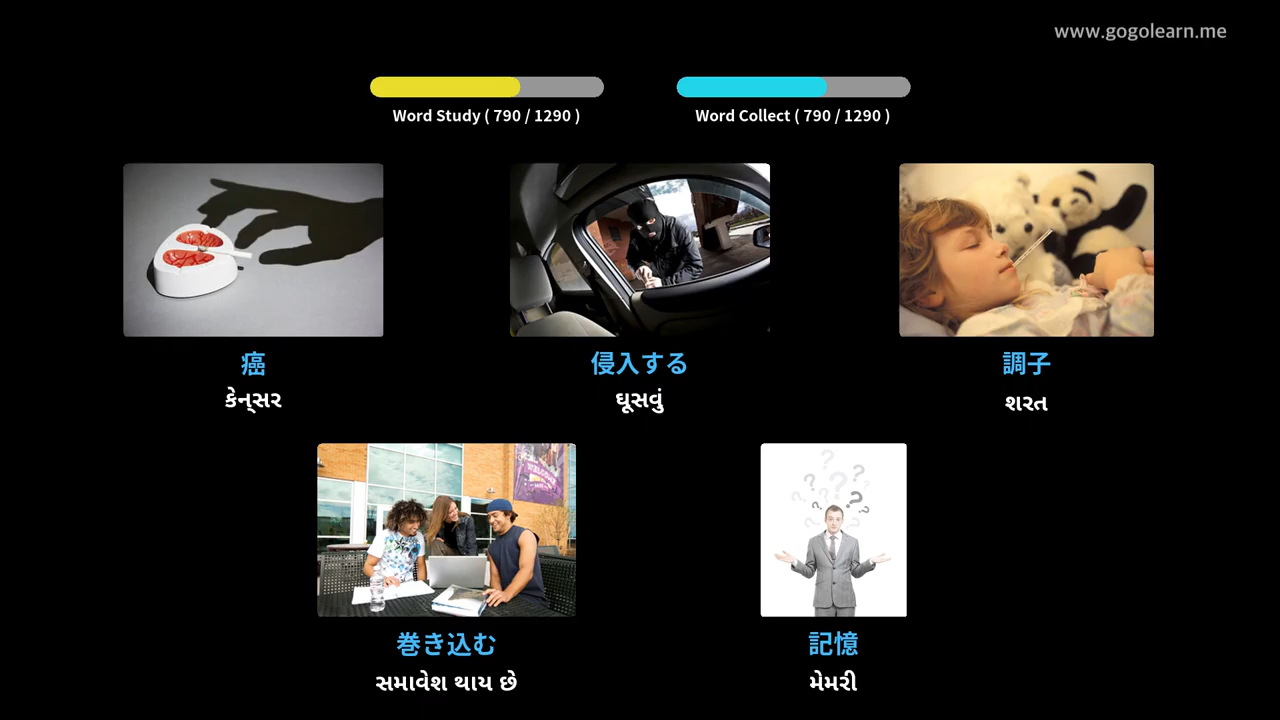 www.gogolearn.me
Word Study ( 790 / 1290 )
Word Collect ( 790 / 1290 )
癌
侵入する
調子
કેન્સર
ઘૂસવું
શરત
WELCOME
巻き込む
記憶
સમાવેશ થાય છે
મેમરી